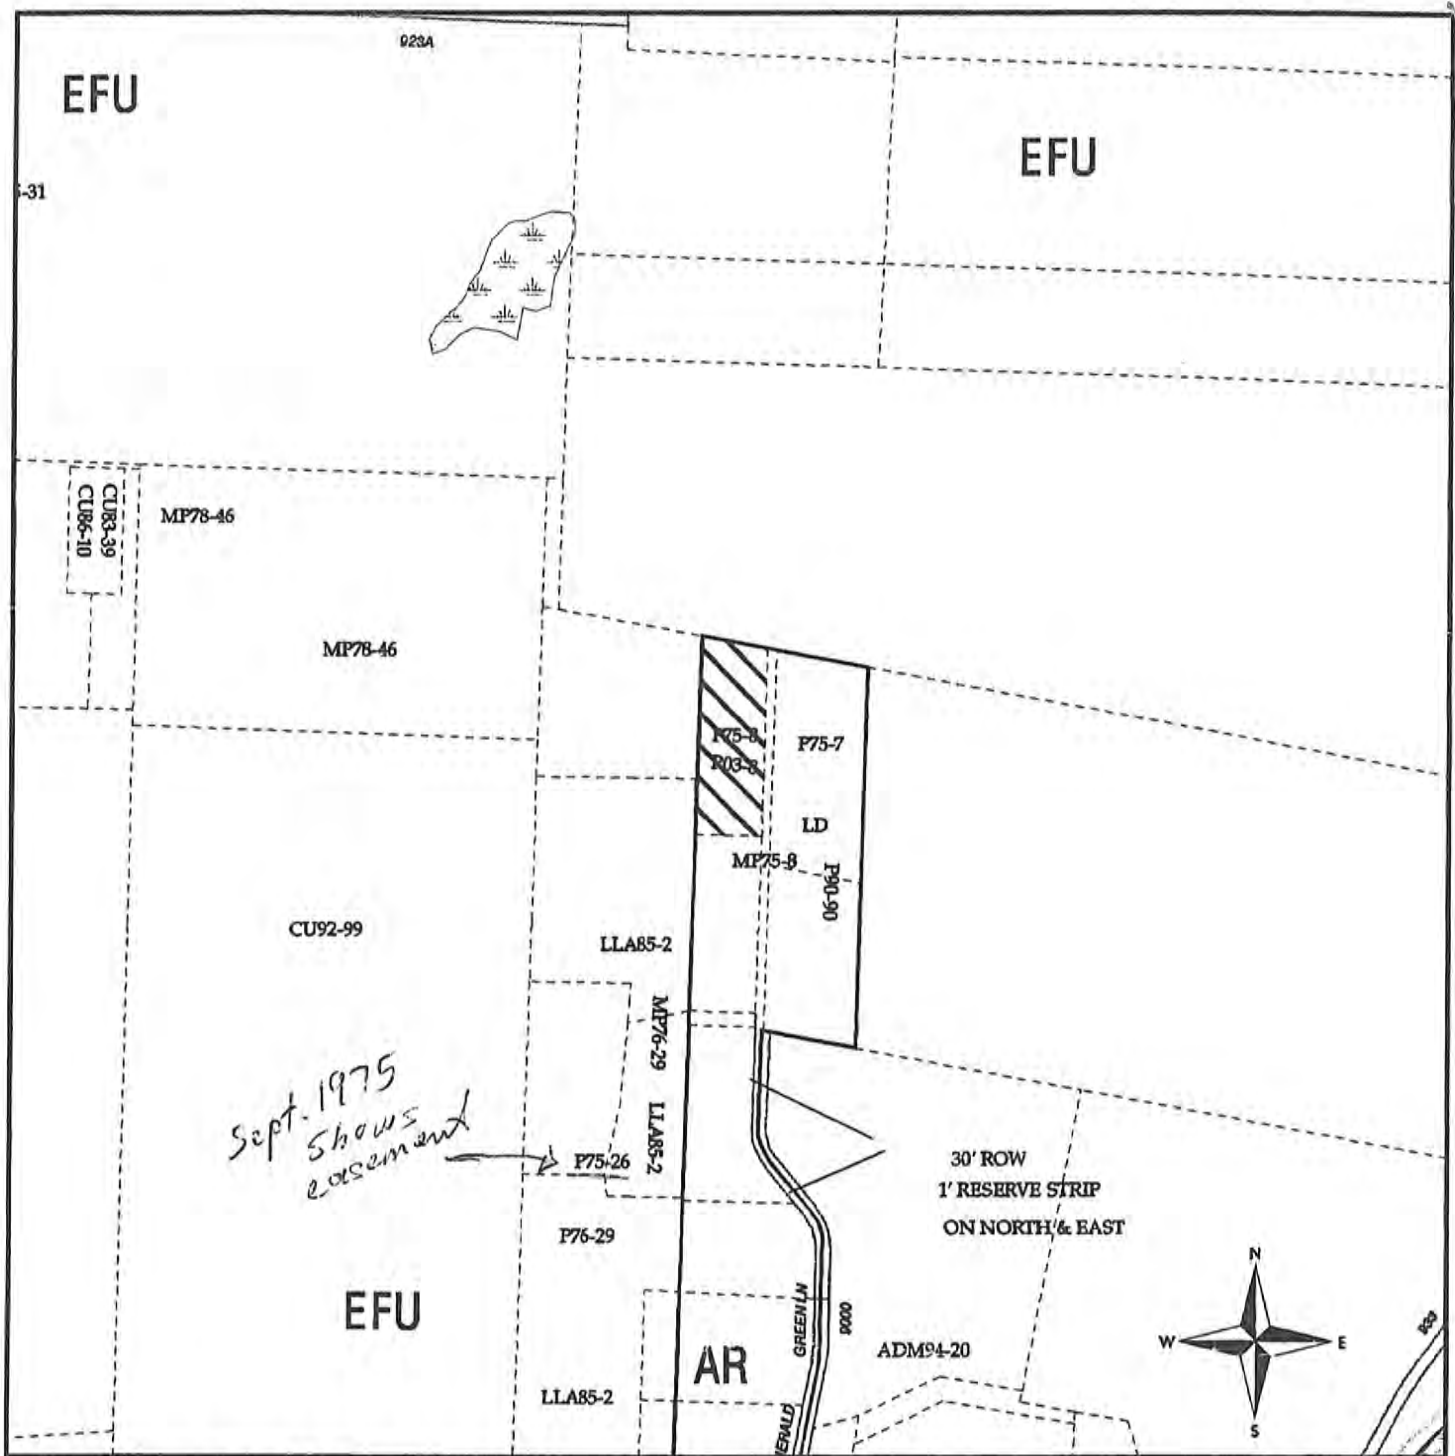 923A
EFU
EFU
-31
CU83-39
CU86-10
MP78-46
MP78-46
P75-8
P03-8
P75-7
LD
MP75-8
P90-90
CU92-99
LLA85-2
MP76-29
LLA85-2
Sept. 1975
Shows
easement
P75-26
30' ROW
1' RESERVE STRIP
ON NORTH & EAST
P76-29
EFU
GREEN LN
9000
AR
ADM94-20
LLA85-2
ERALD
N
W
E
S